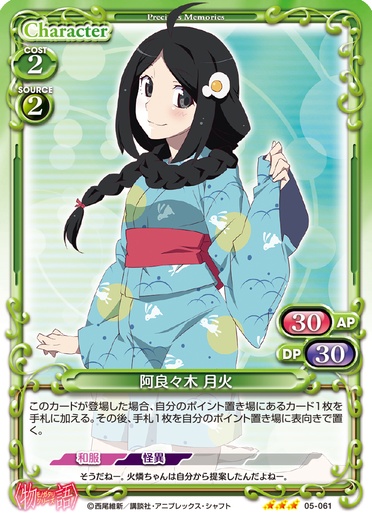 Precious Memories
Character
COST
2
SOURCE
2
30 AP
DP 30
阿良々木 月火
このカードが登場した場合、自分のポイント置き場にあるカード1枚を
手札に加える。その後、手札1枚を自分のポイント置き場に表向きで置
く。
和服
怪異
そうだねー。火燐ちゃんは自分から提案したんだよねー。
物語
©西尾維新／講談社・アニプレックス・シャフト
05-061